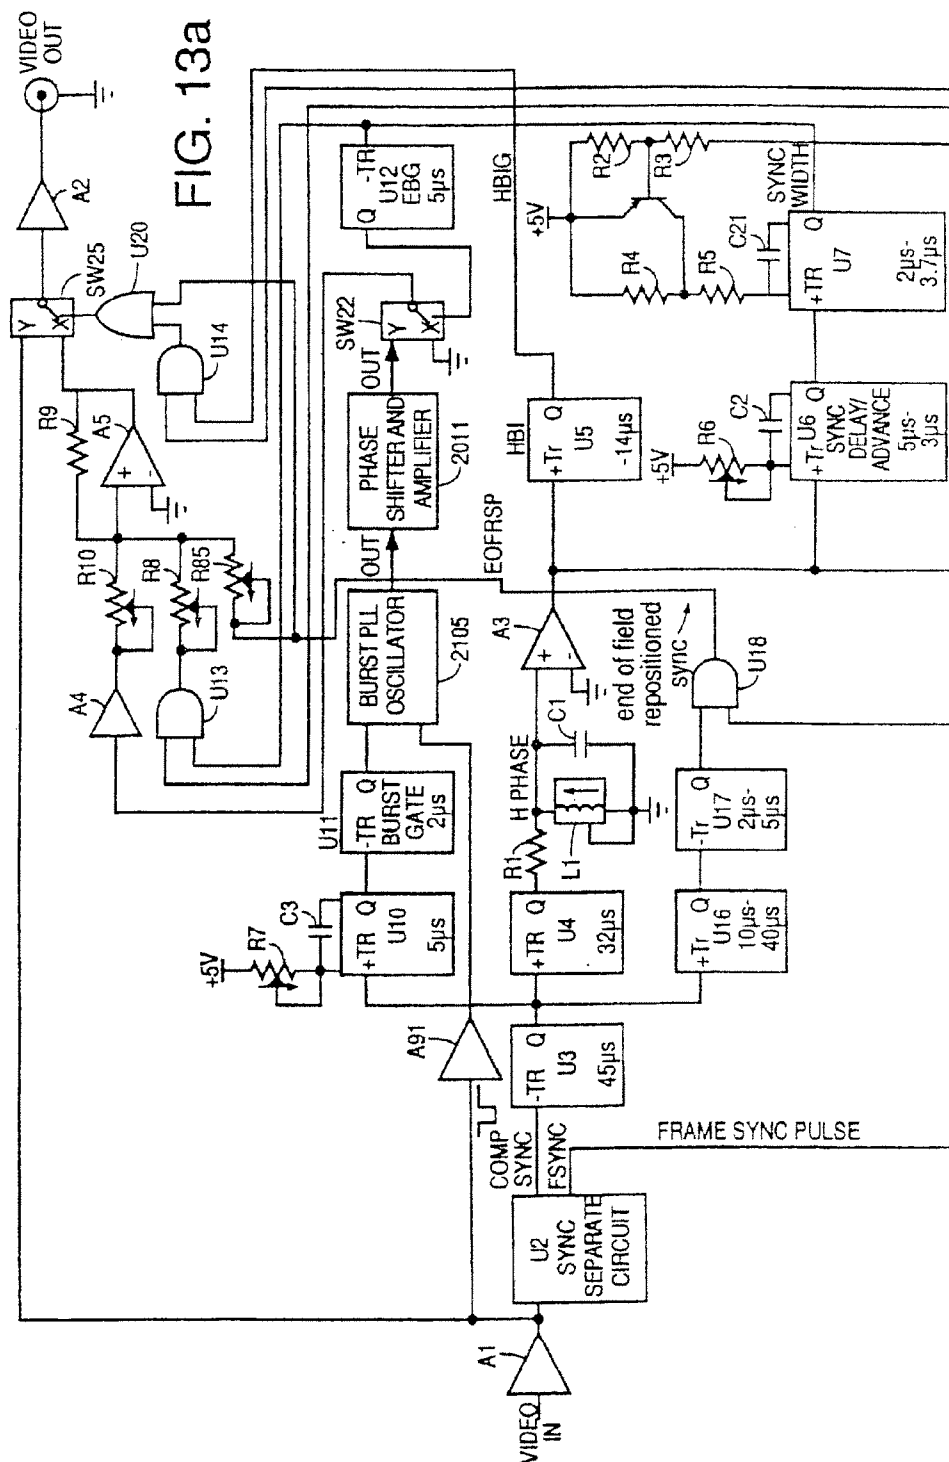 FIG. 13a
VIDEO
OUT
A2
SW25
Y
X
U20
U14
R9
A5
+
-
R10
R8
R85
A4
U13
-TR
Q
U12
EBG
5µs
SW22
Y
X
OUT
PHASE
SHIFTER AND
AMPLIFIER
2011
OUT
BURST PLL
OSCILLATOR
2105
U11
-TR Q
BURST
GATE
2µs
+5V
R7
C3
+TR Q
U10
5µs
A91
HBIG
HBI
+Tr Q
U5
-14µs
EOFRSP
A3
+
-
H PHASE
C1
R1
L1
+TR Q
U4
32µs
-TR Q
U3
45µs
COMP
SYNC
FSYNC
U2
SYNC
SEPARATE
CIRCUIT
A1
VIDEO
IN
FRAME SYNC PULSE
+Tr Q
U16
10µs-
40µs
-Tr Q
U17
2µs-
5µs
end of field
repositioned
sync
U18
+5V
R6
C2
+Tr Q
U6
SYNC
DELAY/
ADVANCE
5µs-
3µs
+5V
R2
R3
R4
R5
C21
SYNC
WIDTH
+TR Q
U7
2µs-
3.7µs